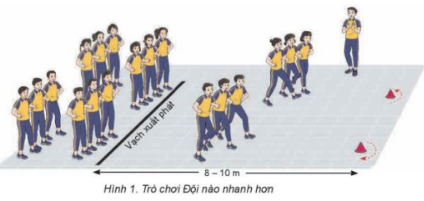 Vạch xuất phát
8 – 10 m
Hình 1. Trò chơi Đội nào nhanh hơn